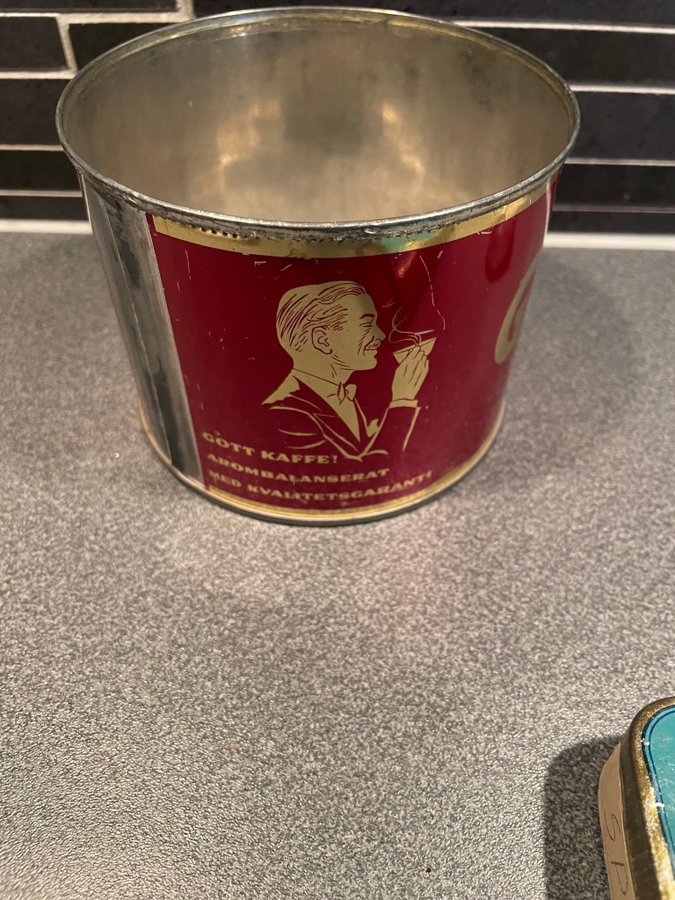 GOTT KAFFE!
AROMBALANSERAT
MED KVALITETSGARANTI
G
S P